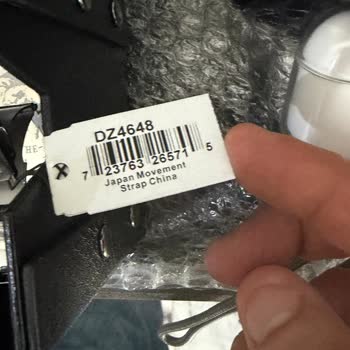 DZ4648
7 23763 26571 5
Japan Movement
Strap China